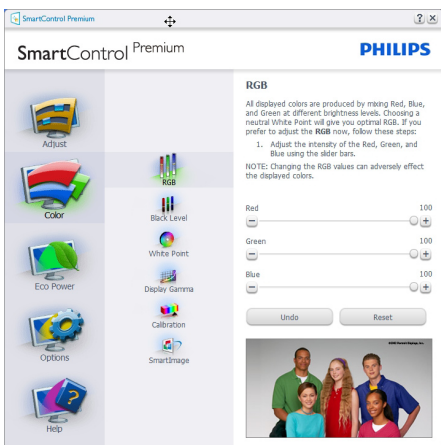 SmartControl Premium
SmartControl Premium
PHILIPS
Adjust
Color
Eco Power
Options
Help
RGB
Black Level
White Point
Display Gamma
Calibration
SmartImage
RGB
All displayed colors are produced by mixing Red, Blue,
and Green at different brightness levels. Choosing a
neutral White Point will give you optimal RGB. If you
prefer to adjust the RGB now, follow these steps:
1. Adjust the intensity of the Red, Green, and
Blue using the slider bars.
NOTE: Changing the RGB values can adversely effect
the displayed colors.
Red 100
Green 100
Blue 100
Undo Reset